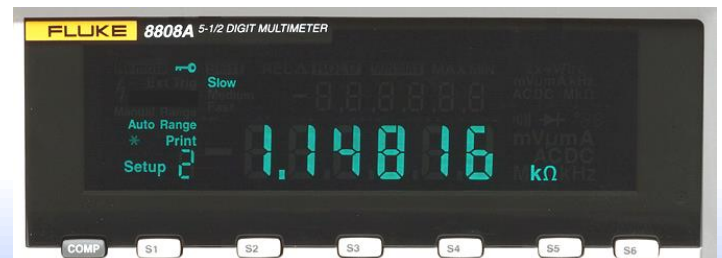 FLUKE 8808A 5-1/2 DIGIT MULTIMETER
Slow
Auto Range
* Print
Setup 2 1.14816 kΩ
COMP S1 S2 S3 S4 S5 S6